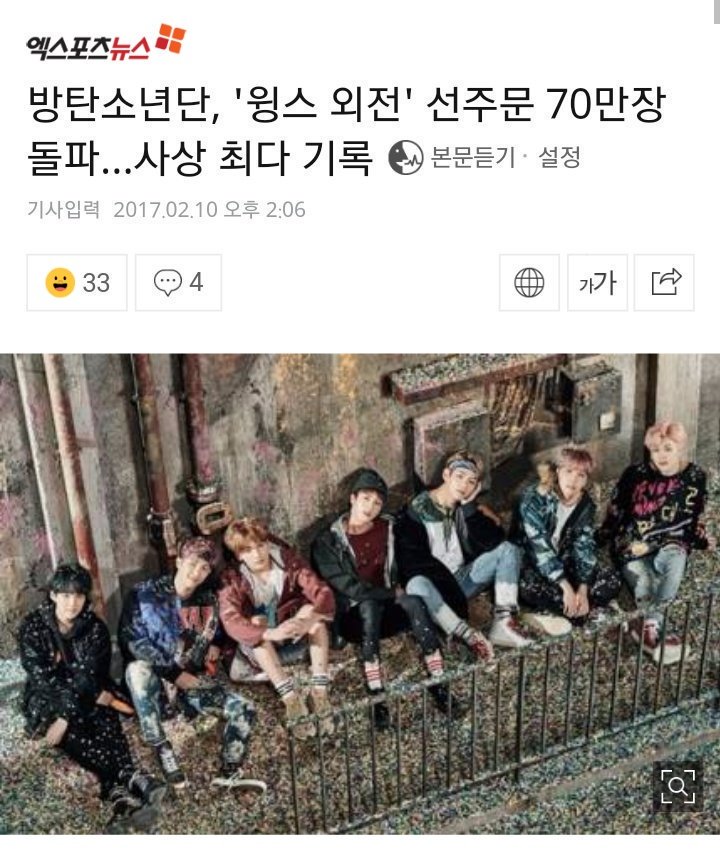 엑스포츠뉴스
방탄소년단, '윙스 외전' 선주문 70만장
돌파...사상 최다 기록 본문듣기 · 설정
기사입력 2017.02.10 오후 2:06
33 4 가가